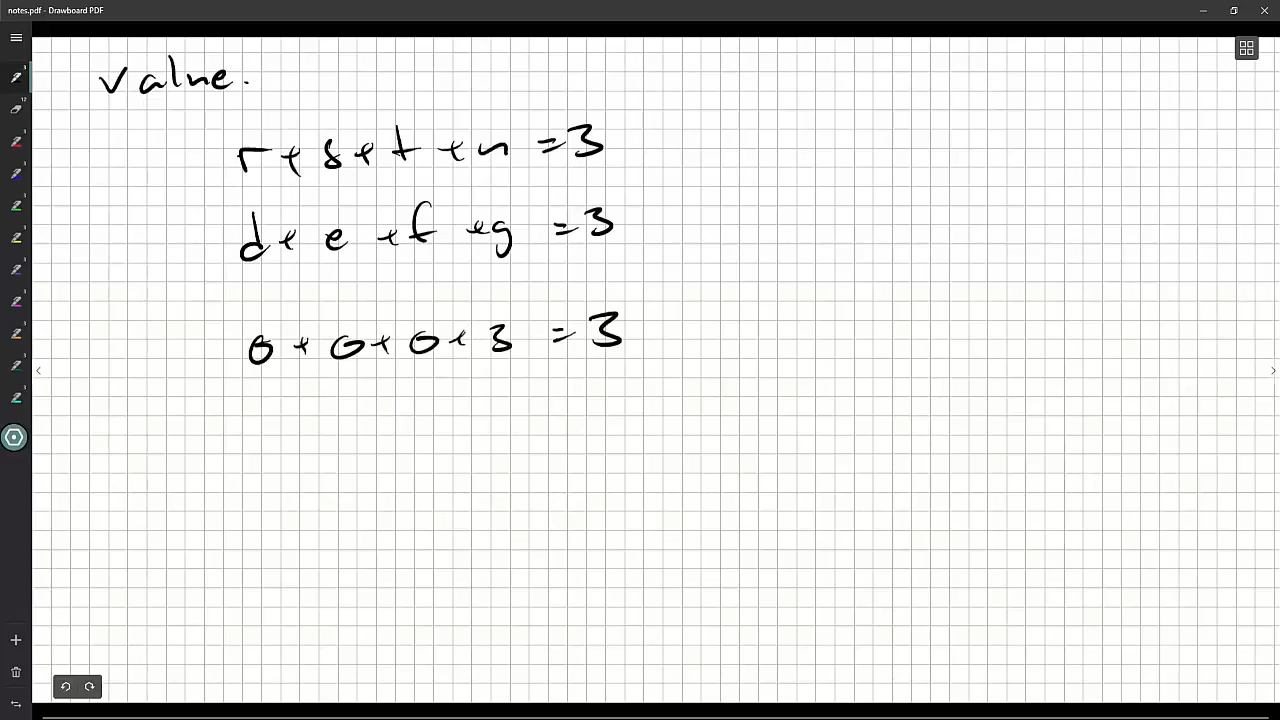 notes.pdf - Drawboard PDF
value.
r+s+t+n=3
d+e+f+g=3
0+0+0+3=3